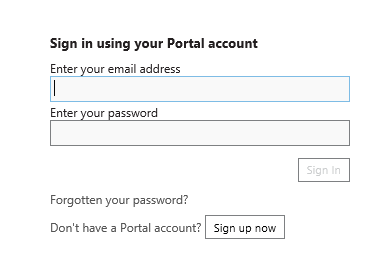 Sign in using your Portal account
Enter your email address
Enter your password
Sign In
Forgotten your password?
Don't have a Portal account? Sign up now